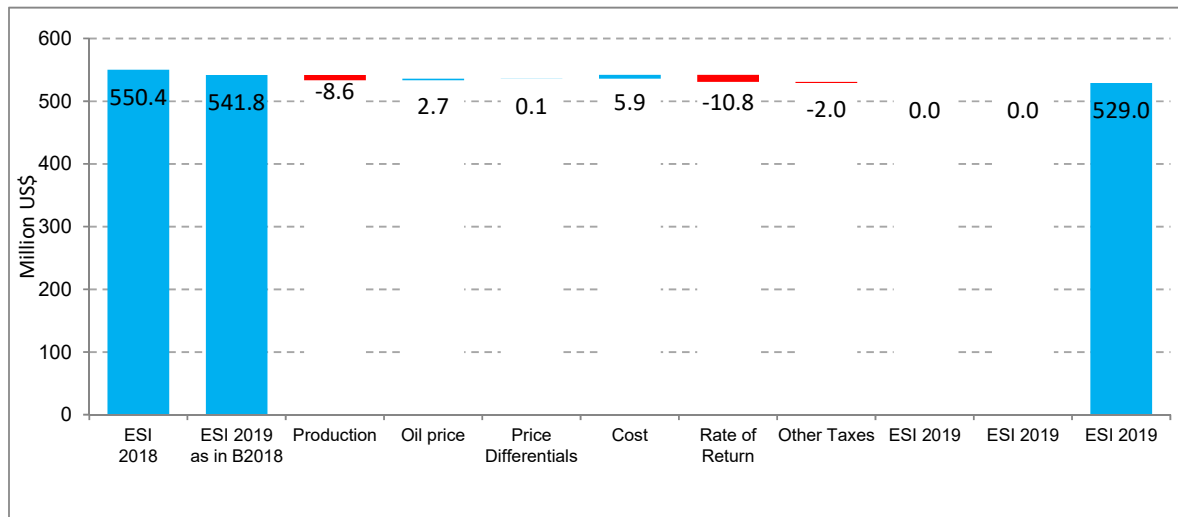 600
500
400
300
200
100
0
Million US$
550.4
541.8
-8.6
2.7
0.1
5.9
-10.8
-2.0
0.0
0.0
529.0
ESI
2018
ESI 2019
as in B2018
Production
Oil price
Price
Differentials
Cost
Rate of
Return
Other Taxes
ESI 2019
ESI 2019
ESI 2019